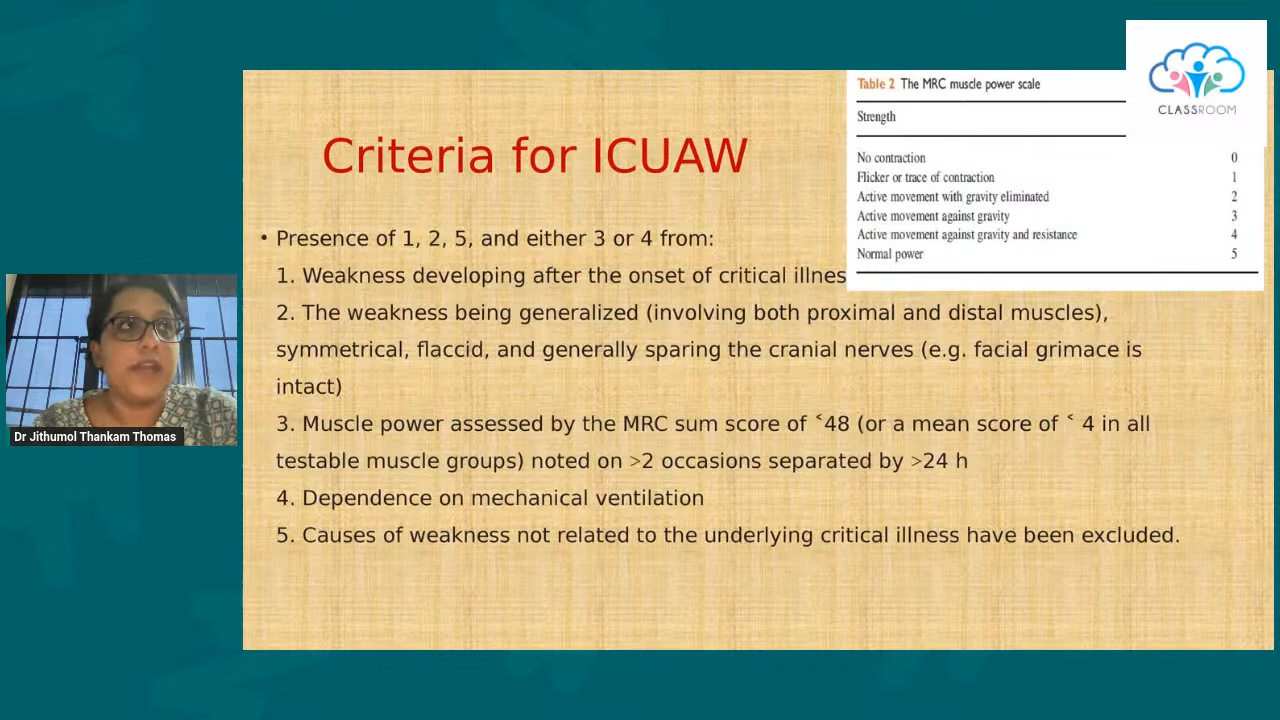 Table 2 The MRC muscle power scale
Strength
No contraction 0
Flicker or trace of contraction 1
Active movement with gravity eliminated 2
Active movement against gravity 3
Active movement against gravity and resistance 4
Normal power 5
CLASSROOM
Criteria for ICUAW
• Presence of 1, 2, 5, and either 3 or 4 from:
1. Weakness developing after the onset of critical illnes
2. The weakness being generalized (involving both proximal and distal muscles),
symmetrical, flaccid, and generally sparing the cranial nerves (e.g. facial grimace is
intact)
3. Muscle power assessed by the MRC sum score of ˂48 (or a mean score of ˂ 4 in all
testable muscle groups) noted on >2 occasions separated by >24 h
4. Dependence on mechanical ventilation
5. Causes of weakness not related to the underlying critical illness have been excluded.
Dr Jithumol Thankam Thomas